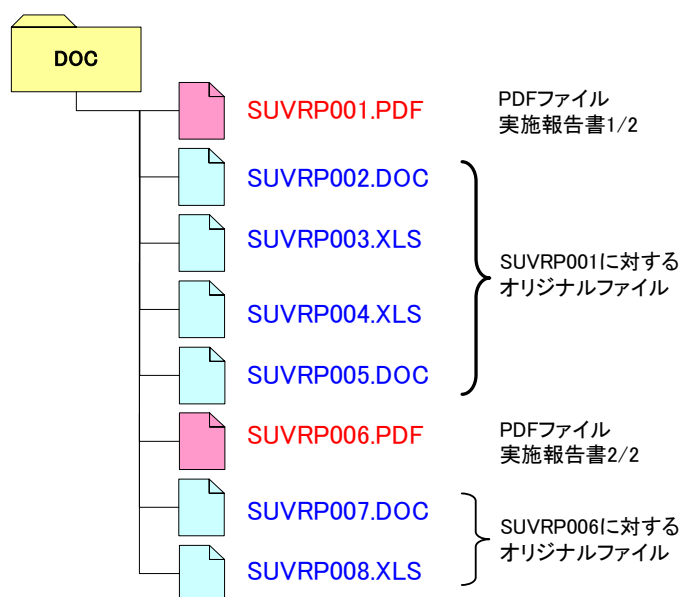 DOC
SUVRP001.PDF
PDFファイル
実施報告書1/2
SUVRP002.DOC
SUVRP003.XLS
SUVRP001に対する
オリジナルファイル
SUVRP004.XLS
SUVRP005.DOC
SUVRP006.PDF
PDFファイル
実施報告書2/2
SUVRP007.DOC
SUVRP006に対する
オリジナルファイル
SUVRP008.XLS